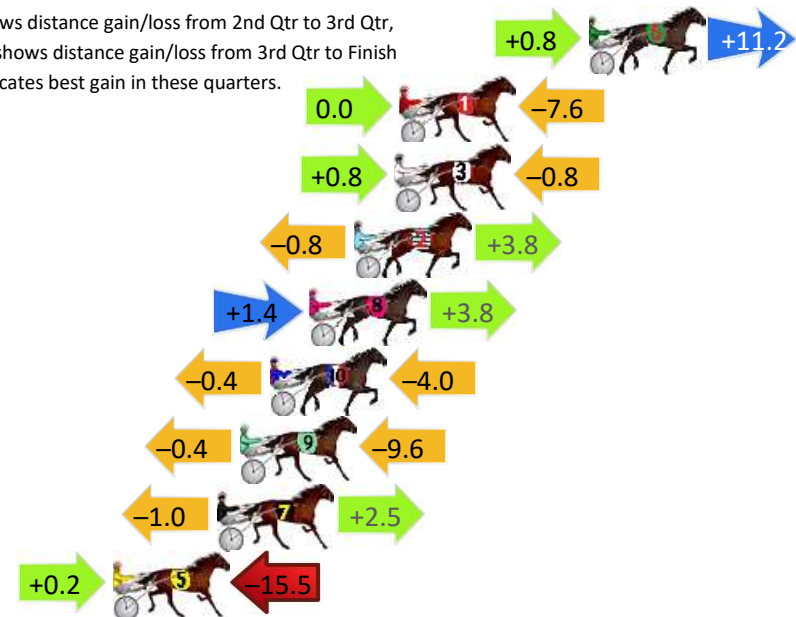 ws distance gain/loss from 2nd Qtr to 3rd Qtr,
shows distance gain/loss from 3rd Qtr to Finish
cates best gain in these quarters.
+0.8 6 +11.2
0.0 1 –7.6
+0.8 3 –0.8
–0.8 2 +3.8
+1.4 8 +3.8
–0.4 10 –4.0
–0.4 9 –9.6
–1.0 7 +2.5
+0.2 5 –15.5